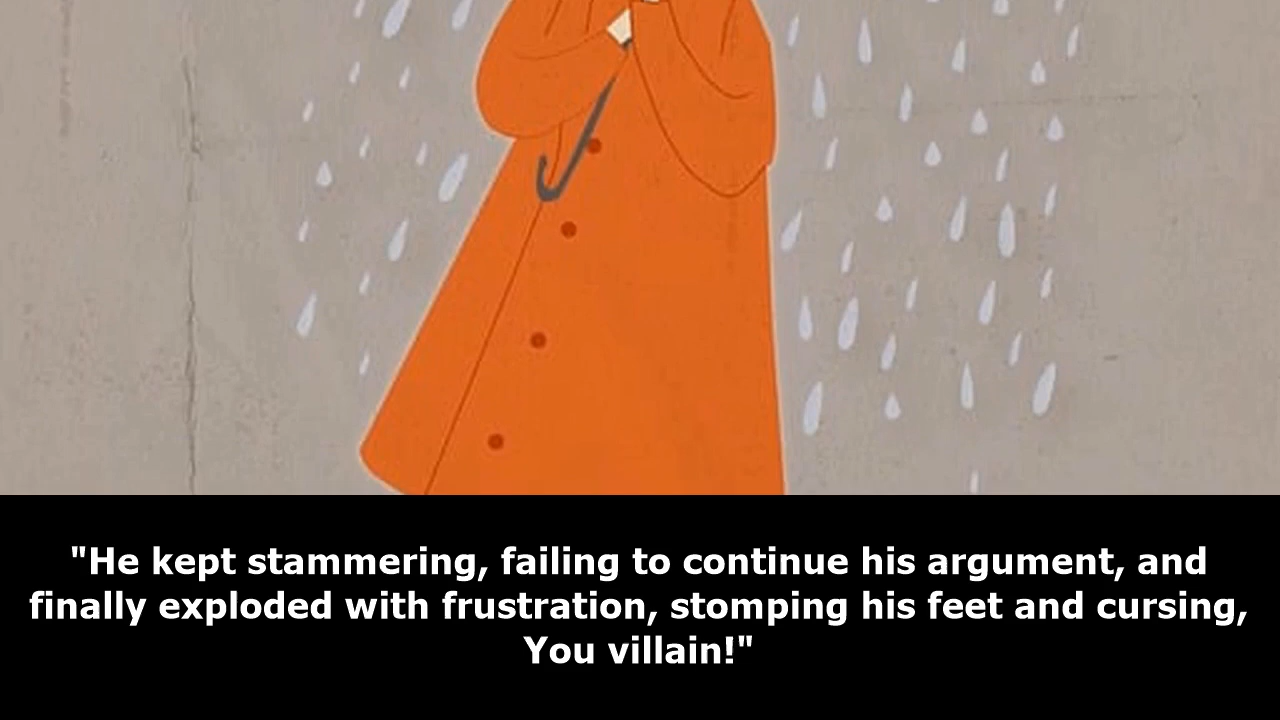 "He kept stammering, failing to continue his argument, and
finally exploded with frustration, stomping his feet and cursing,
You villain!"